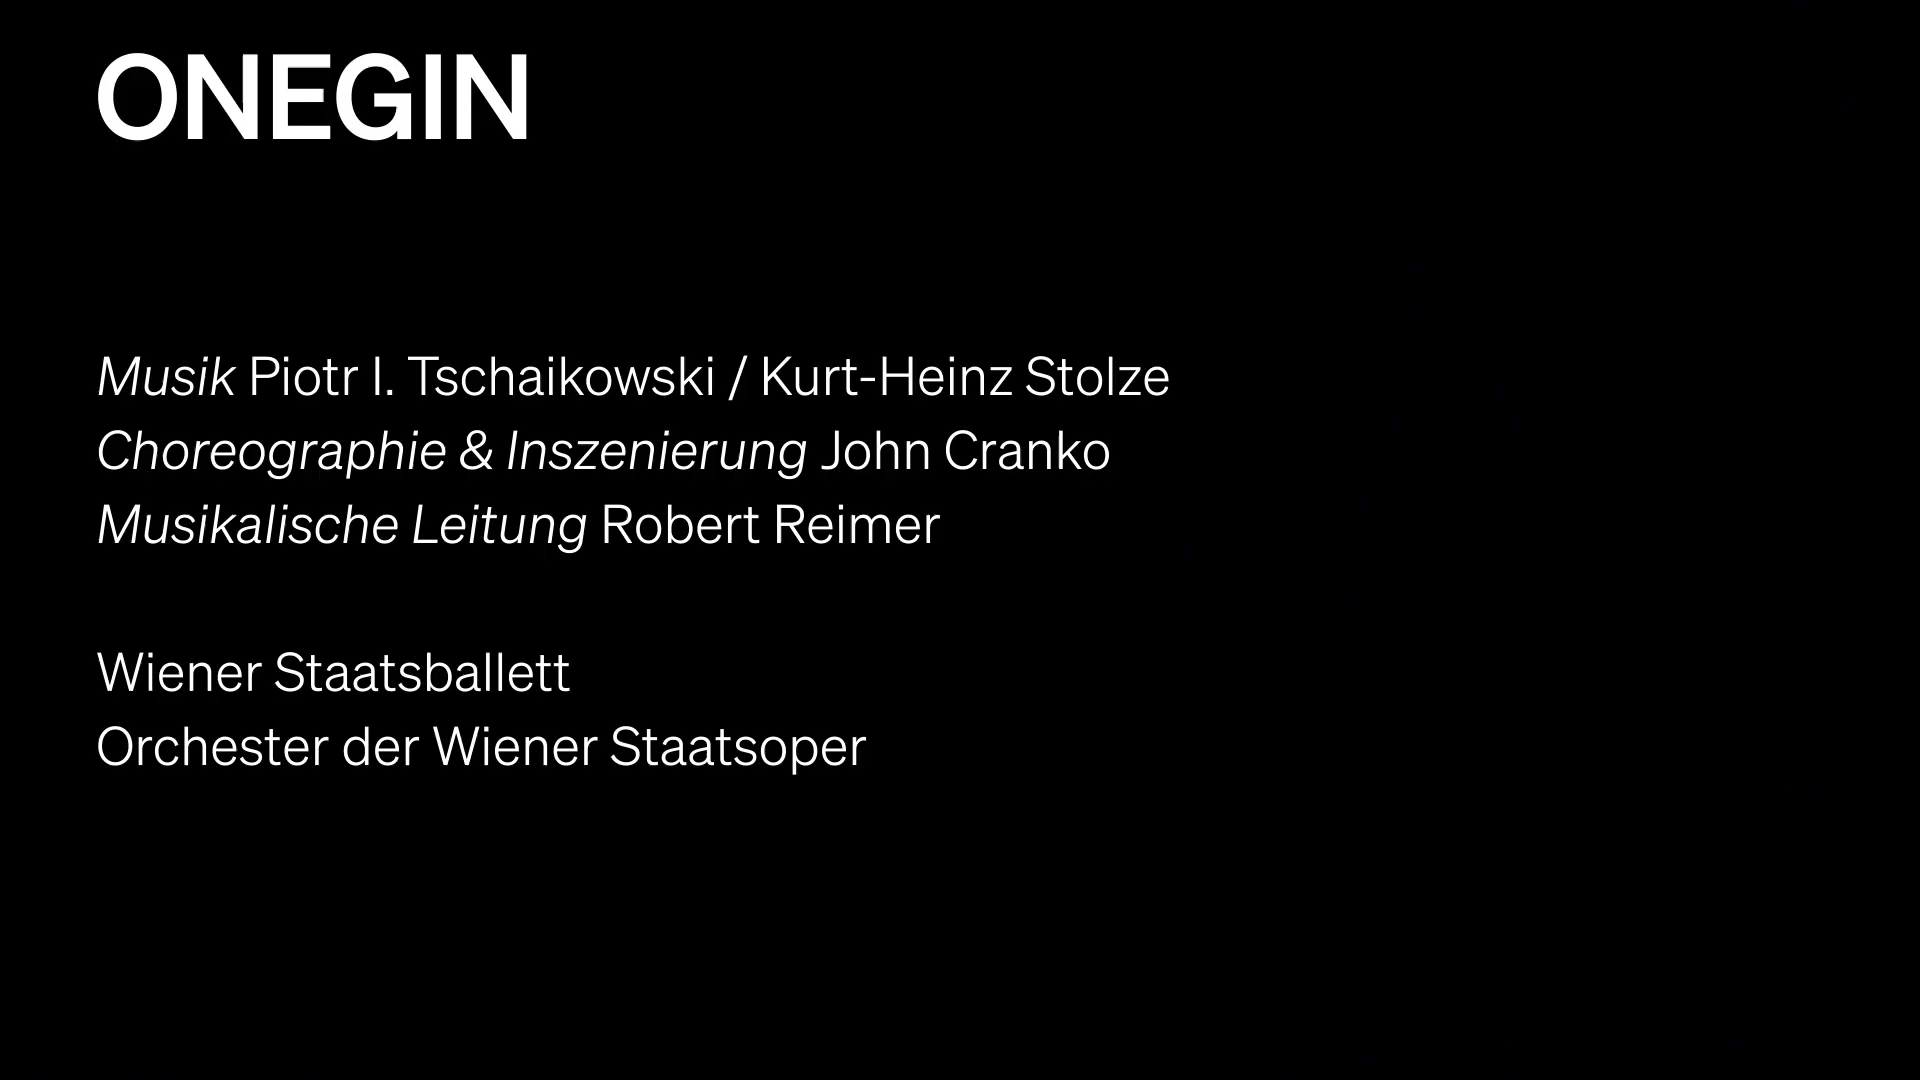 ONEGIN
Musik Piotr I. Tschaikowski / Kurt-Heinz Stolze
Choreographie & Inszenierung John Cranko
Musikalische Leitung Robert Reimer
Wiener Staatsballett
Orchester der Wiener Staatsoper